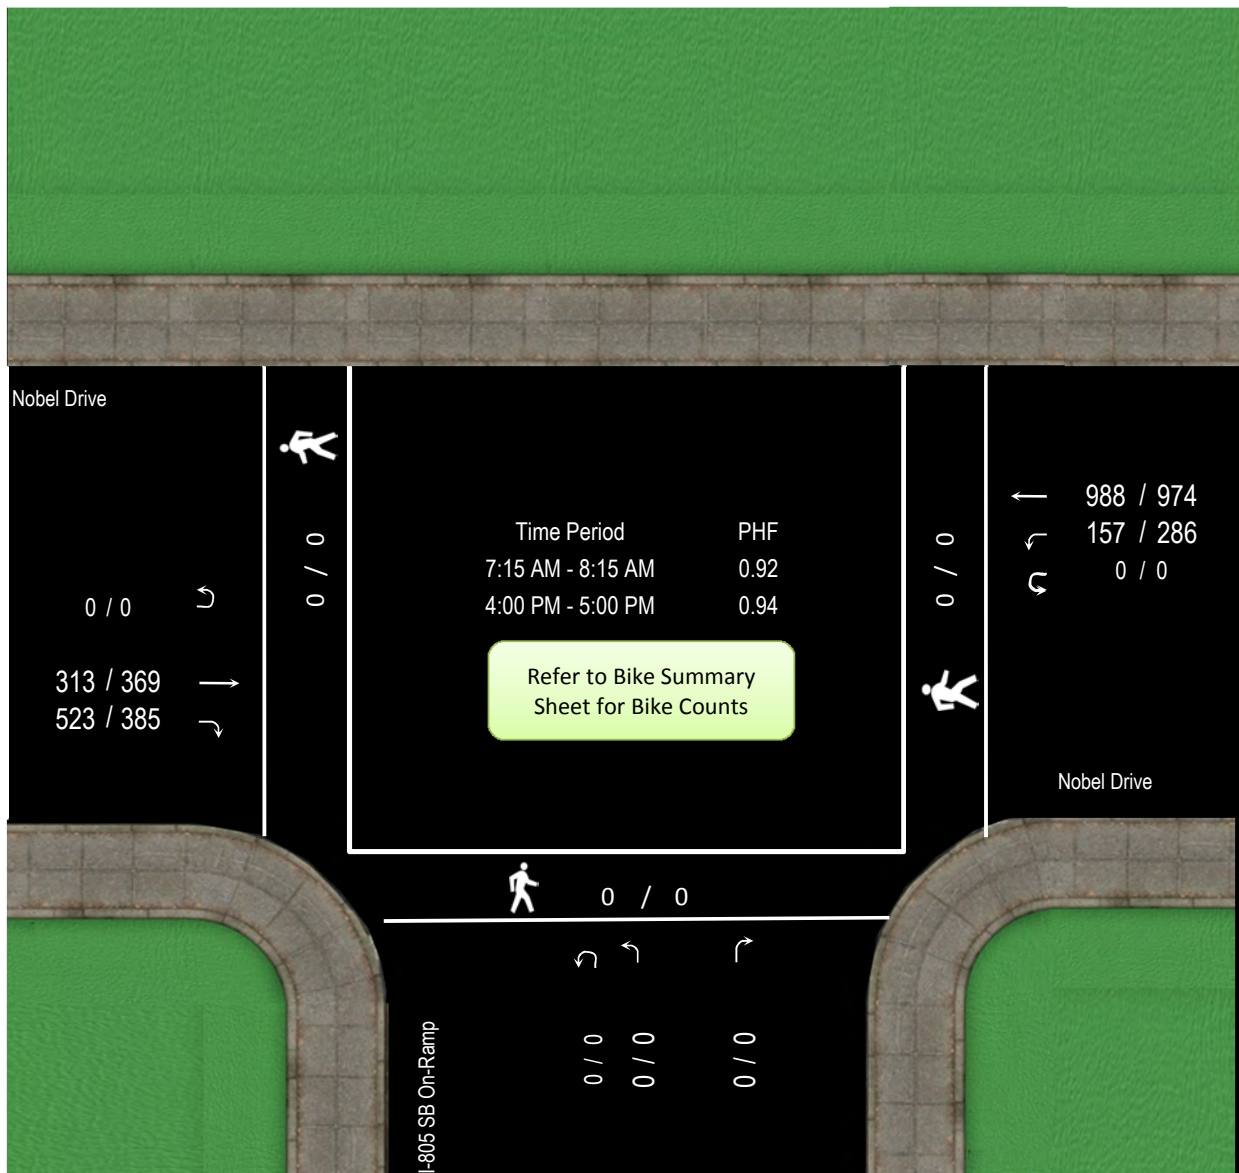 Nobel Drive
988 / 974
157 / 286
0 / 0
0 / 0
0 / 0
Time Period PHF
7:15 AM - 8:15 AM 0.92
4:00 PM - 5:00 PM 0.94
0 / 0
313 / 369
523 / 385
Refer to Bike Summary
Sheet for Bike Counts
Nobel Drive
0 / 0
I-805 SB On-Ramp
0 / 0
0 / 0
0 / 0